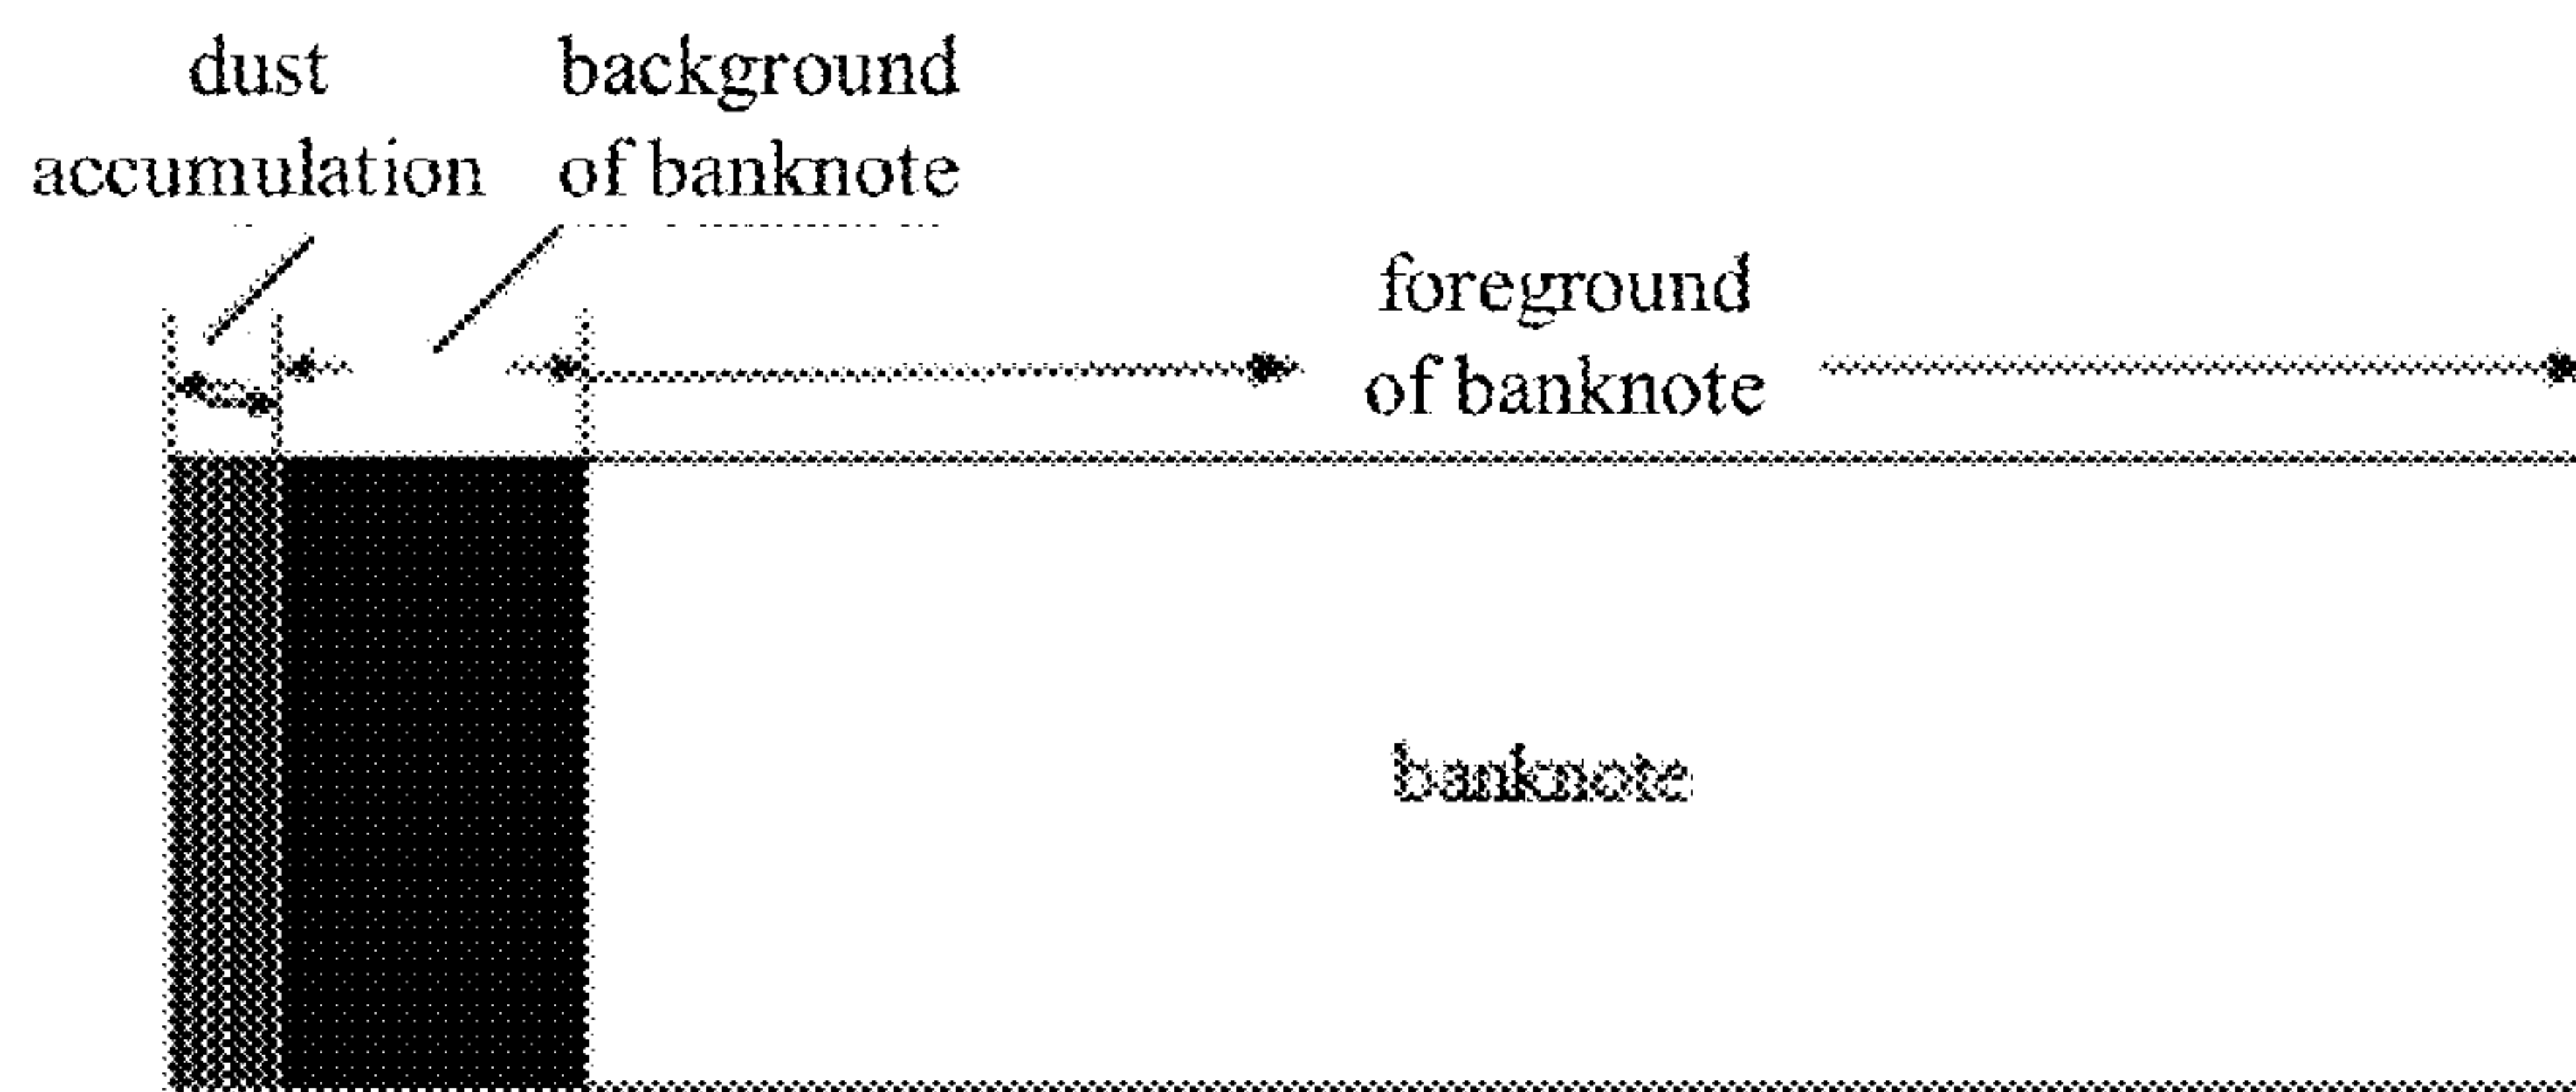 dust
accumulation
background
of banknote
foreground
of banknote
banknote